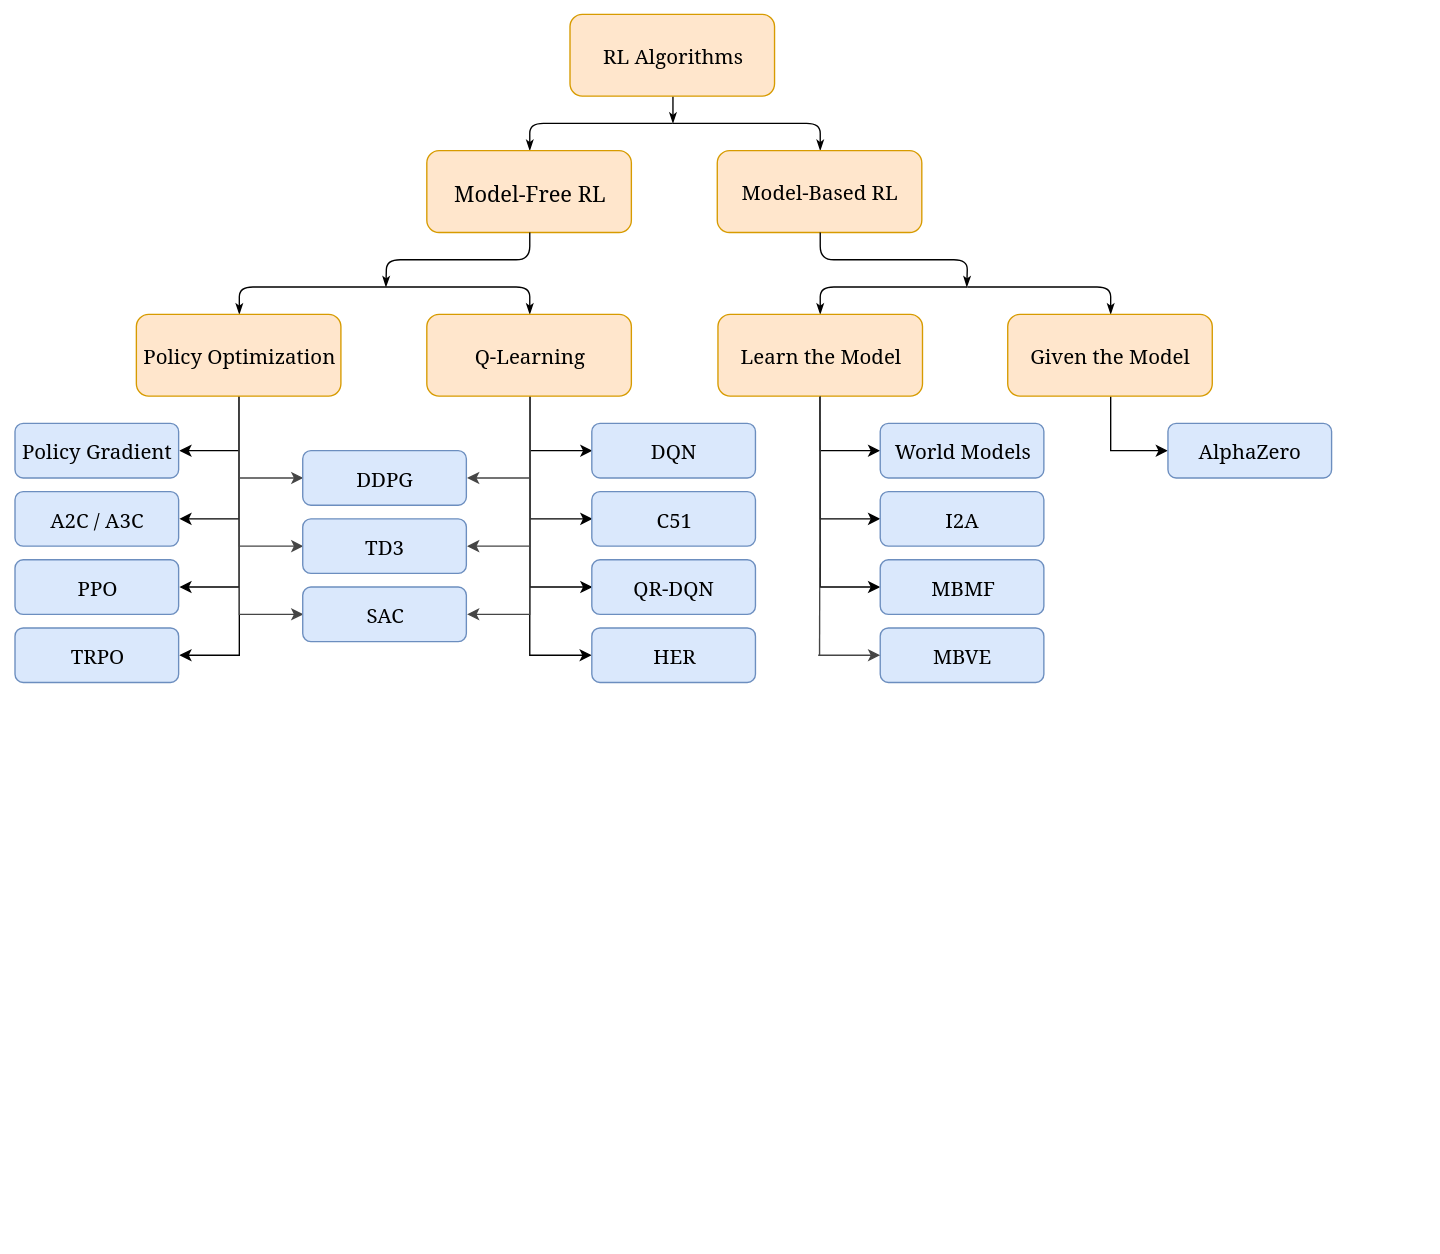 RL Algorithms
Model-Free RL
Model-Based RL
Policy Optimization
Q-Learning
Learn the Model
Given the Model
Policy Gradient
DDPG
DQN
World Models
AlphaZero
A2C / A3C
TD3
C51
I2A
PPO
SAC
QR-DQN
MBMF
TRPO
HER
MBVE